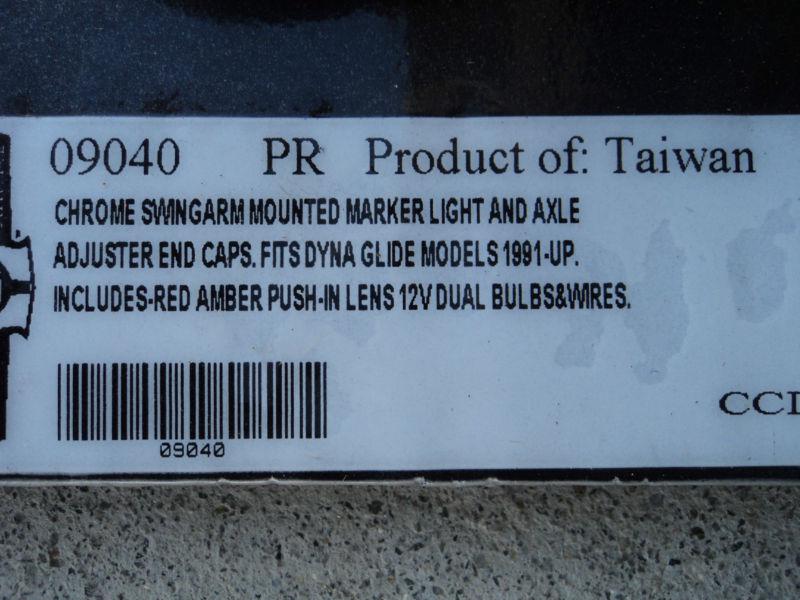 09040 PR Product of: Taiwan
CHROME SWINGARM MOUNTED MARKER LIGHT AND AXLE
ADJUSTER END CAPS. FITS DYNA GLIDE MODELS 1991-UP.
INCLUDES-RED AMBER PUSH-IN LENS 12V DUAL BULBS&WIRES.
CCI
09040